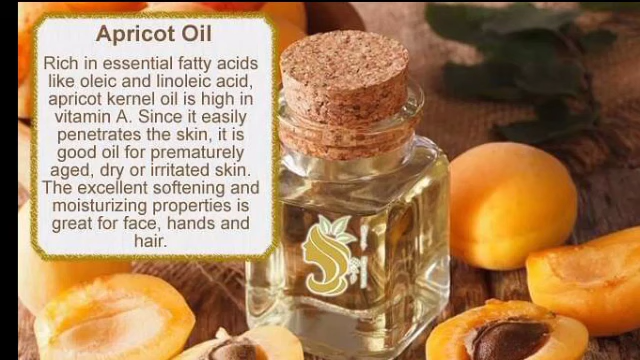 Apricot Oil
Rich in essential fatty acids
like oleic and linoleic acid,
apricot kernel oil is high in
vitamin A. Since it easily
penetrates the skin, it is
good oil for prematurely
aged, dry or irritated skin.
The excellent softening and
moisturizing properties is
great for face, hands and
hair.